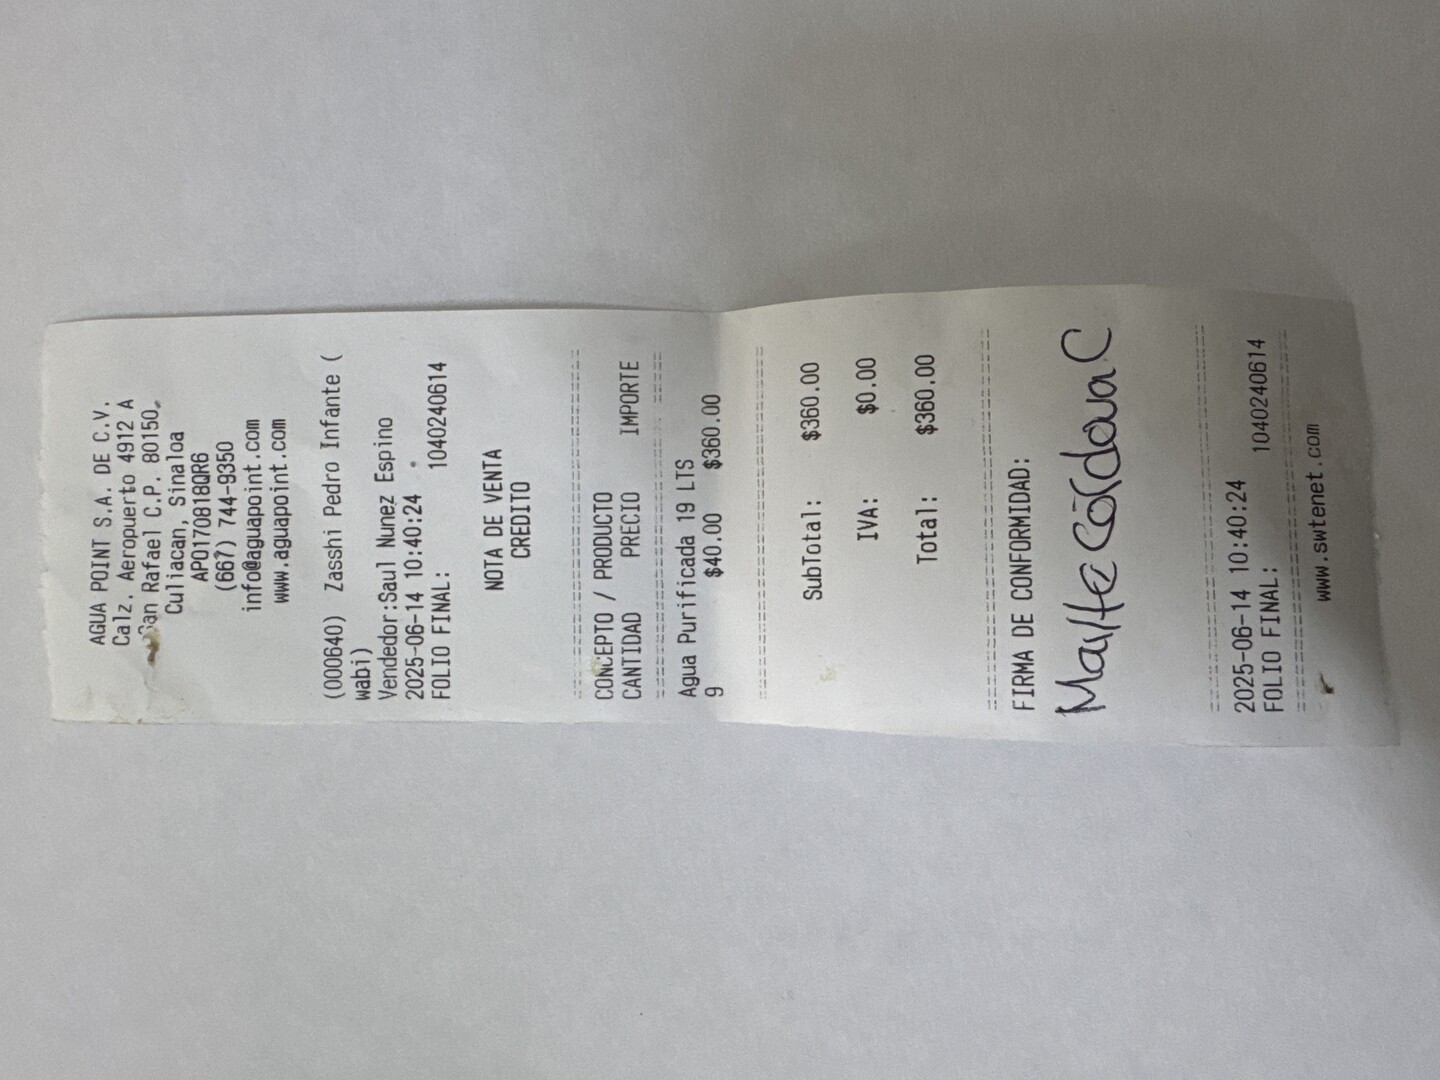 AGUA POINT S.A. DE C.V.
Calz. Aeropuerto 4912 A
San Rafael C.P. 80150,
Culiacan, Sinaloa
APO170818QR6
(667) 744-9350
info@aguapoint.com
www.aguapoint.com
(000640) Zasshi Pedro Infante (
wabi)
Vendedor:Saul Nunez Espino
2025-06-14 10:40:24
FOLIO FINAL: 1040240614
NOTA DE VENTA
CREDITO
CONCEPTO / PRODUCTO
CANTIDAD PRECIO IMPORTE
Agua Purificada 19 LTS
9 $40.00 $360.00
SubTotal: $360.00
IVA: $0.00
Total: $360.00
FIRMA DE CONFORMIDAD:
Maitte Córdova C
2025-06-14 10:40:24
FOLIO FINAL: 1040240614
www.swtenet.com